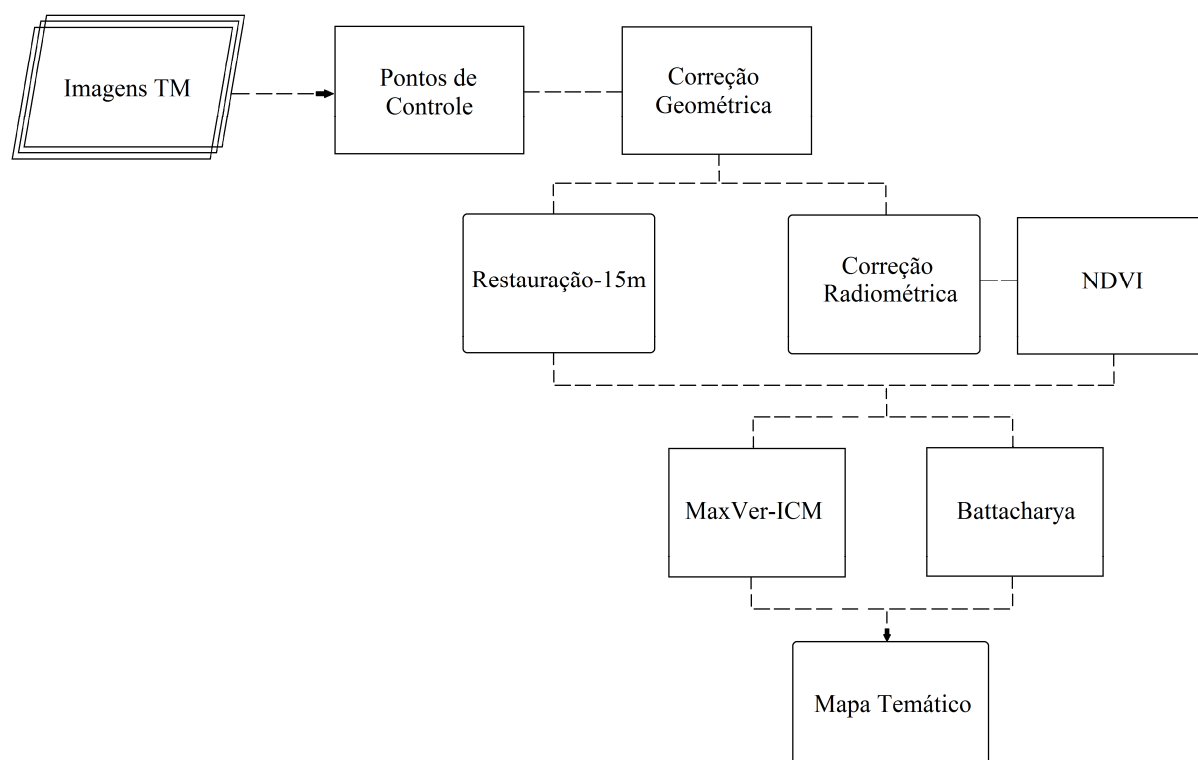 Imagens TM
Pontos de
Controle
Correção
Geométrica
Restauração-15m
Correção
Radiométrica
NDVI
MaxVer-ICM
Battacharya
Mapa Temático